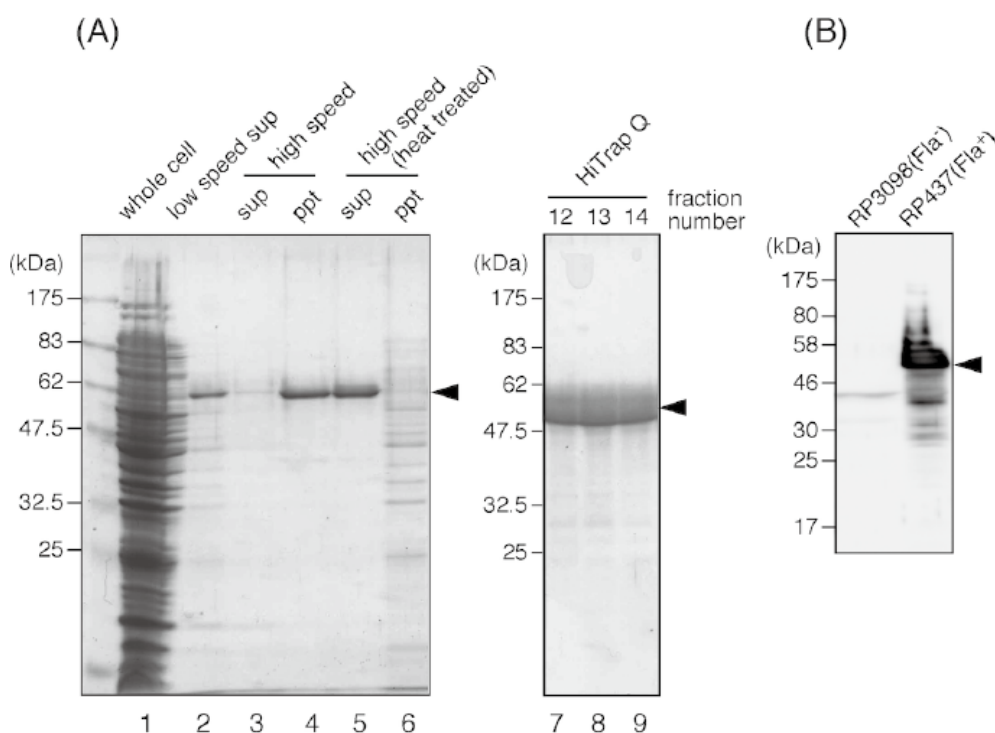 (A)
whole cell
low speed sup
high speed
sup
ppt
high speed
(heat treated)
sup
ppt
(kDa)
175
83
62
47.5
32.5
25
1 2 3 4 5 6
HiTrap Q
12 13 14
fraction
number
(kDa)
175
83
62
47.5
32.5
25
7 8 9
(B)
RP3098(Fla-)
RP437(Fla+)
(kDa)
175
80
58
46
30
25
17